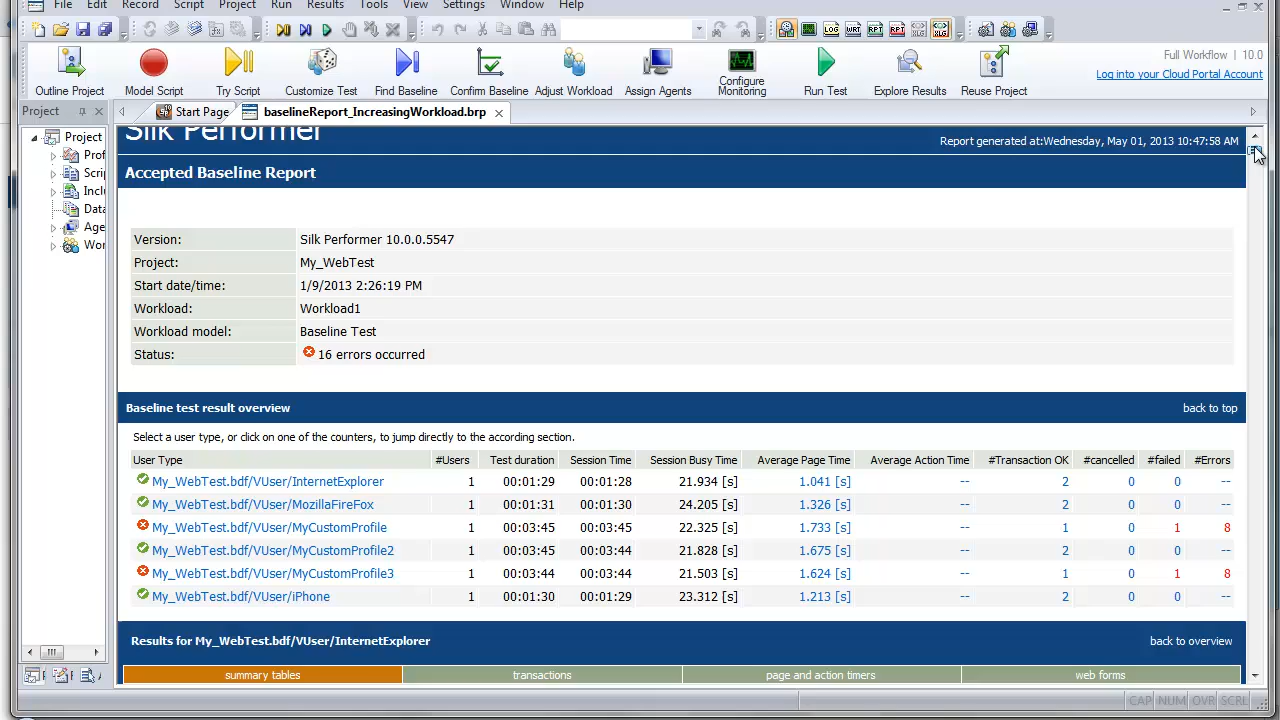 File Edit Record Script Project Run Results Tools View Settings Window Help
LOG WRT RPT RPT XLG XLG
Outline Project Model Script Try Script Customize Test Find Baseline Confirm Baseline Adjust Workload Assign Agents Configure Monitoring Run Test Explore Results Reuse Project
Full Workflow | 10.0
Log into your Cloud Portal Account
Project
Start Page baselineReport_IncreasingWorkload.brp
Project
Prof
Scri
Inclu
Data
Age
Wor
Silk Performer
Report generated at:Wednesday, May 01, 2013 10:47:58 AM
Accepted Baseline Report
Version: Silk Performer 10.0.0.5547
Project: My_WebTest
Start date/time: 1/9/2013 2:26:19 PM
Workload: Workload1
Workload model: Baseline Test
Status: 16 errors occurred
Baseline test result overview back to top
Select a user type, or click on one of the counters, to jump directly to the according section.
User Type #Users Test duration Session Time Session Busy Time Average Page Time Average Action Time #Transaction OK #cancelled #failed #Errors
My_WebTest.bdf/VUser/InternetExplorer 1 00:01:29 00:01:28 21.934 [s] 1.041 [s] -- 2 0 0 --
My_WebTest.bdf/VUser/MozillaFireFox 1 00:01:31 00:01:30 24.205 [s] 1.326 [s] -- 2 0 0 --
My_WebTest.bdf/VUser/MyCustomProfile 1 00:03:45 00:03:45 22.325 [s] 1.733 [s] -- 1 0 1 8
My_WebTest.bdf/VUser/MyCustomProfile2 1 00:03:45 00:03:44 21.828 [s] 1.675 [s] -- 2 0 0 --
My_WebTest.bdf/VUser/MyCustomProfile3 1 00:03:44 00:03:44 21.503 [s] 1.624 [s] -- 1 0 1 8
My_WebTest.bdf/VUser/iPhone 1 00:01:30 00:01:29 23.312 [s] 1.213 [s] -- 2 0 0 --
Results for My_WebTest.bdf/VUser/InternetExplorer back to overview
summary tables transactions page and action timers web forms
CAP NUM OVR SCRL